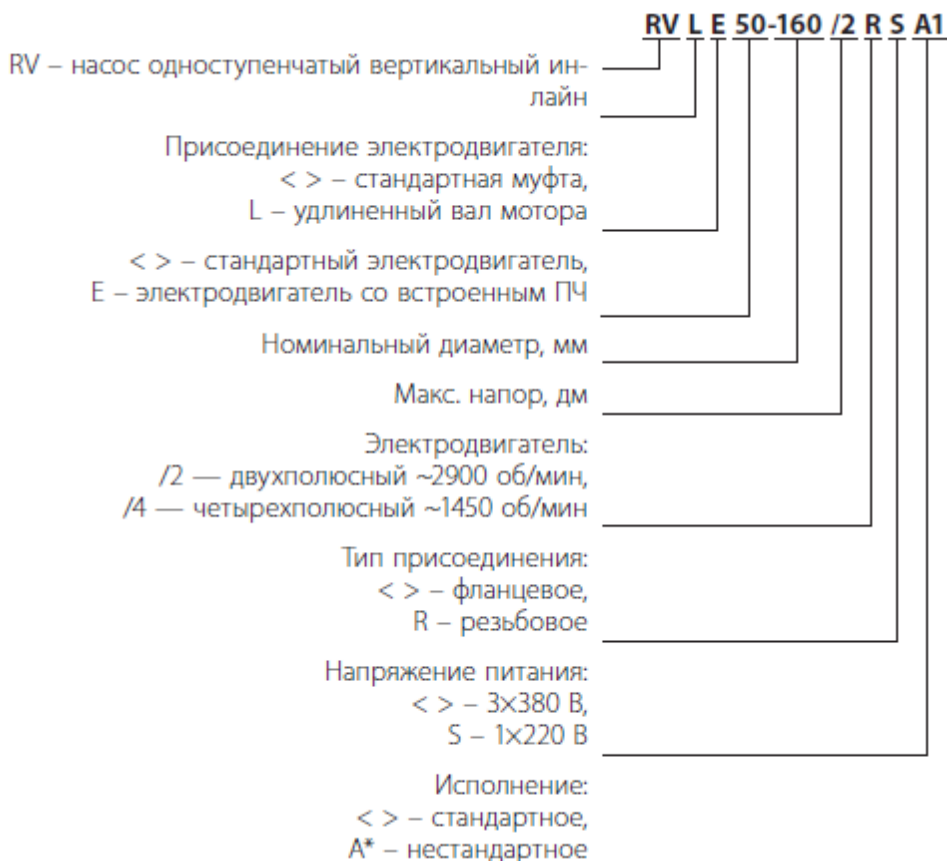 RV L E 50-160 /2 R S A1
RV – насос одноступенчатый вертикальный ин-
лайн
Присоединение электродвигателя:
< > – стандартная муфта,
L – удлиненный вал мотора
< > – стандартный электродвигатель,
E – электродвигатель со встроенным ПЧ
Номинальный диаметр, мм
Макс. напор, дм
Электродвигатель:
/2 — двухполюсный ~2900 об/мин,
/4 — четырехполюсный ~1450 об/мин
Тип присоединения:
< > – фланцевое,
R – резьбовое
Напряжение питания:
< > – 3×380 В,
S – 1×220 В
Исполнение:
< > – стандартное,
A* – нестандартное